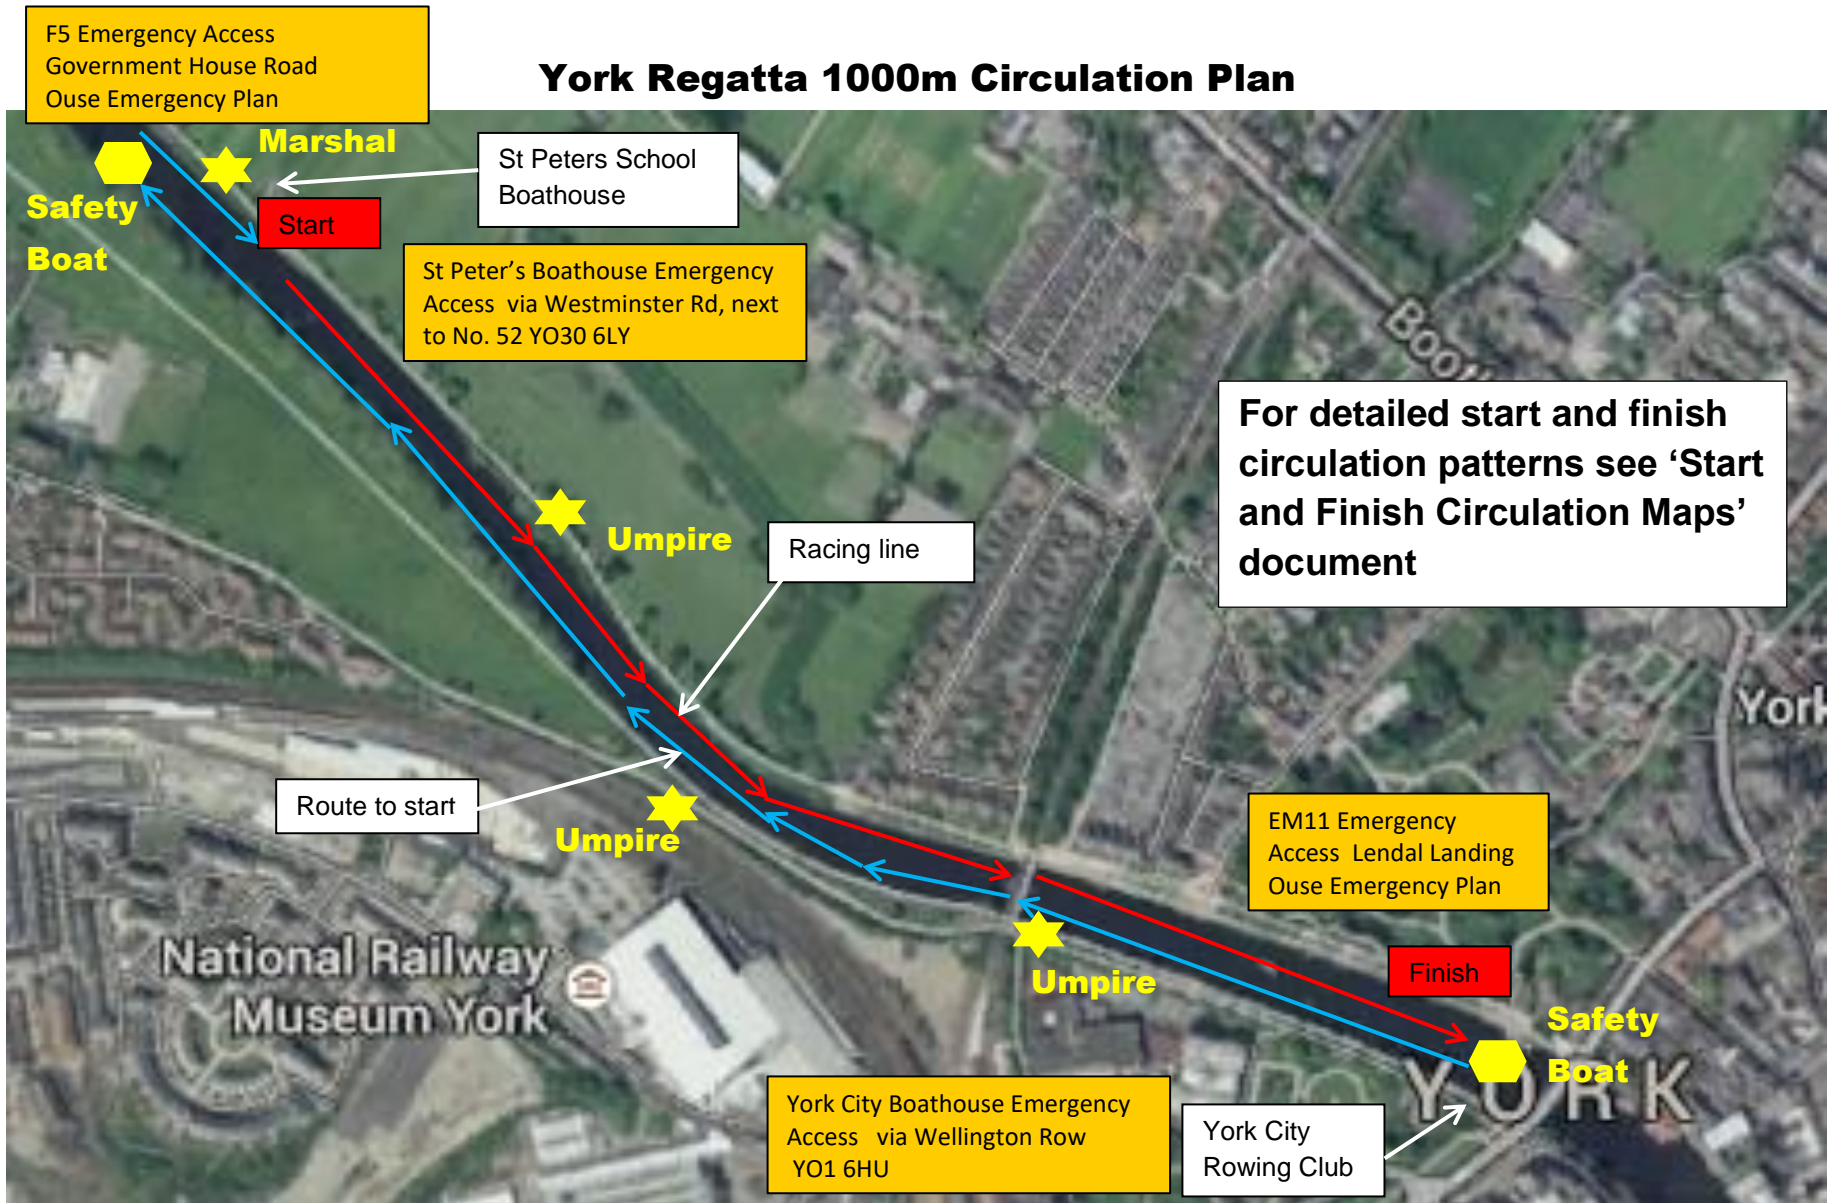 F5 Emergency Access
Government House Road
Ouse Emergency Plan
York Regatta 1000m Circulation Plan
Marshal
St Peters School
Boathouse
Safety
Boat
Start
St Peter’s Boathouse Emergency
Access  via Westminster Rd, next
to No. 52 YO30 6LY
For detailed start and finish
circulation patterns see ‘Start
and Finish Circulation Maps’
document
Umpire
Racing line
York
Route to start
Umpire
EM11 Emergency
Access  Lendal Landing
Ouse Emergency Plan
National Railway
Museum York
Umpire
Finish
Safety
Boat
YORK
York City Boathouse Emergency
Access   via Wellington Row
YO1 6HU
York City
Rowing Club